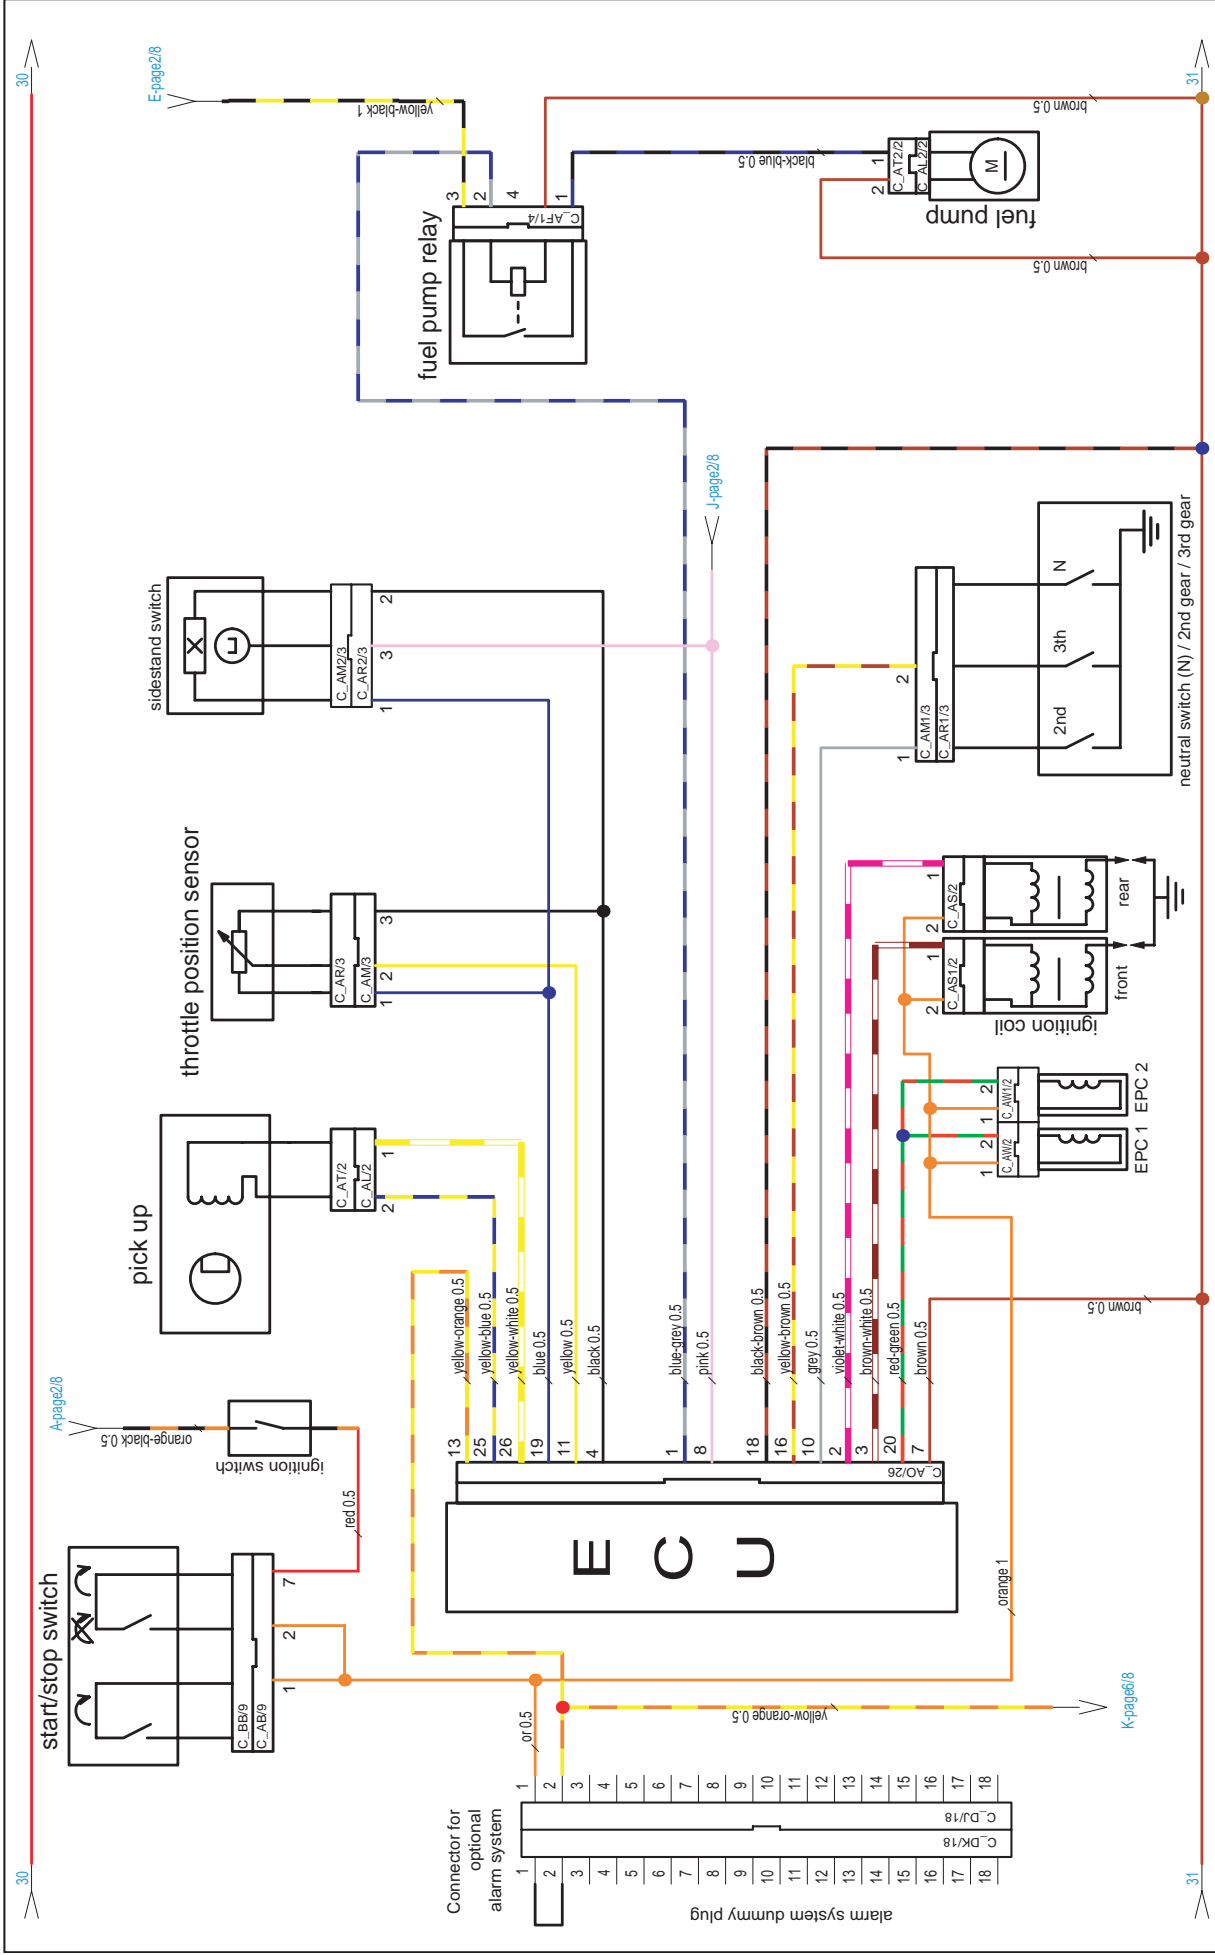 30
30
start/stop switch
C_BB/9
C_AB/9
1
2
7
red 0.5
A-page2/8
orange-black 0.5
ignition switch
pick up
C_AT/2
C_AL/2
2
1
throttle position sensor
C_AR/3
C_AM/3
1
2
3
sidestand switch
C_AM2/3
C_AR2/3
1
3
2
E-page2/8
yellow-black 1
fuel pump relay
C_AF1/4
3
2
4
1
brown 0.5
black-blue 0.5
brown 0.5
2
1
C_AT2/2
C_AL2/2
M
fuel pump
Connector for
optional
alarm system
1
2
3
4
5
6
7
8
9
10
11
12
13
14
15
16
17
18
C_DK/18
C_DJ/18
1
2
3
4
5
6
7
8
9
10
11
12
13
14
15
16
17
18
alarm system dummy plug
or 0.5
yellow-orange 0.5
K-page6/8
orange 1
ECU
C_AO/26
13
25
26
19
11
4
1
8
18
16
10
2
3
20
7
yellow-orange 0.5
yellow-blue 0.5
yellow-white 0.5
blue 0.5
yellow 0.5
black 0.5
blue-grey 0.5
pink 0.5
black-brown 0.5
yellow-brown 0.5
grey 0.5
violet-white 0.5
brown-white 0.5
red-green 0.5
brown 0.5
brown 0.5
J-page2/8
1
2
C_AW/2
EPC 1
1
2
C_AW1/2
EPC 2
2
1
C_AS1/2
front
2
1
C_AS/2
rear
ignition coil
1
2
C_AM1/3
C_AR1/3
2nd
3th
N
neutral switch (N) / 2nd gear / 3rd gear
31
31